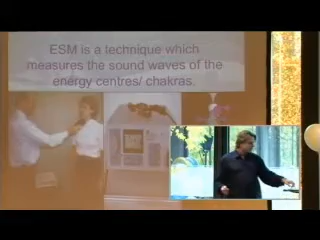 ESM is a technique which
measures the sound waves of the
energy centres/ chakras.